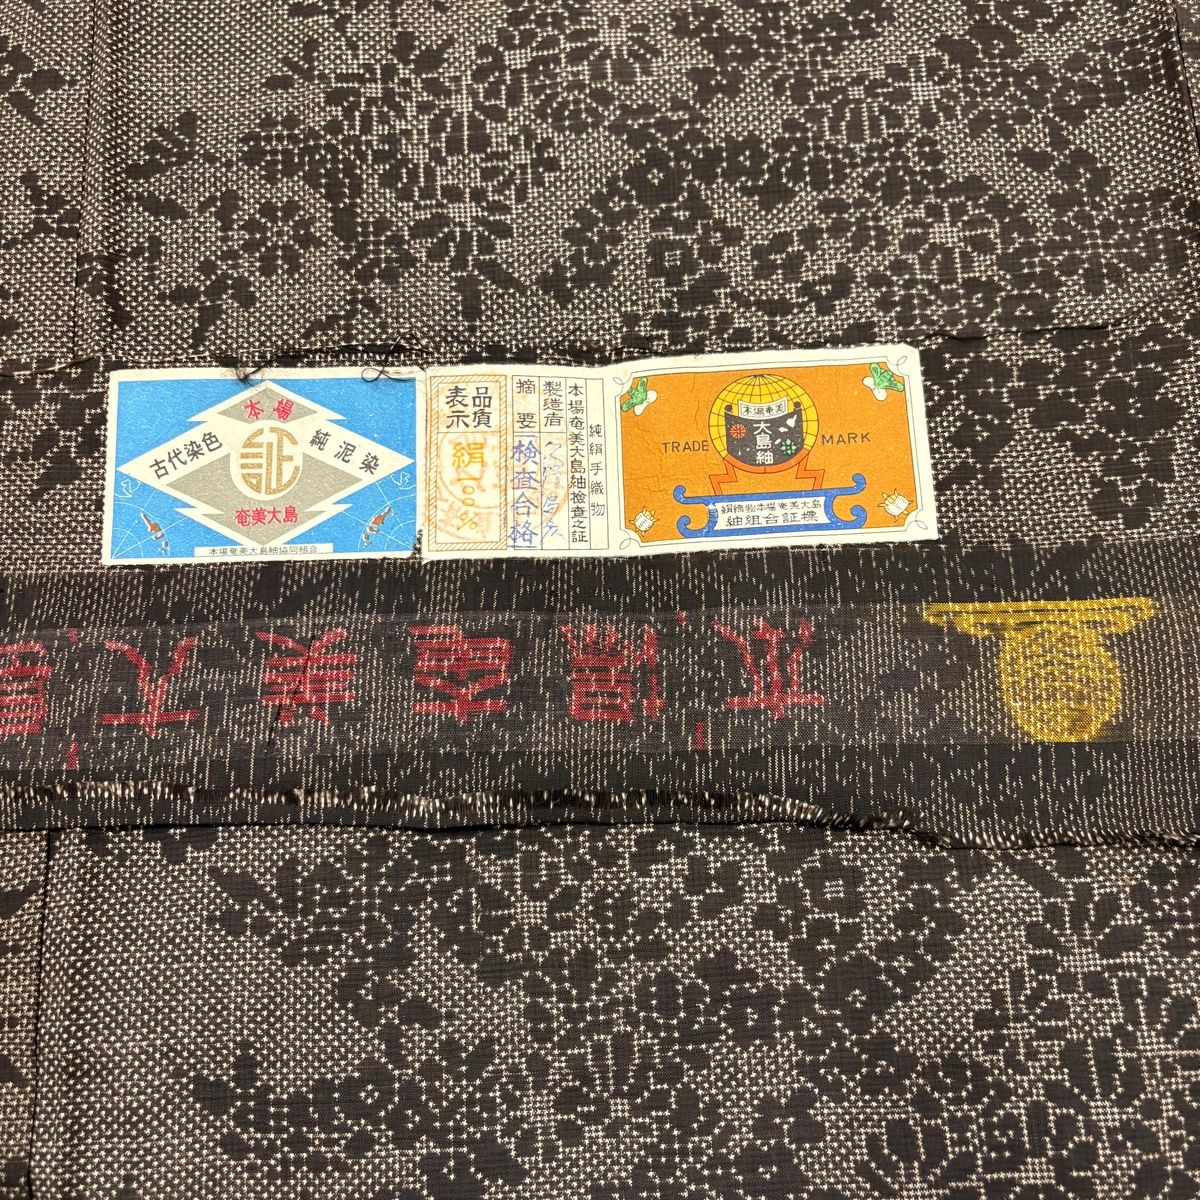 本場
古代染色
純泥染
証
奄美大島
本場奄美大島紬協同組合
品質
表示
絹100%
摘要
検査合格
製造者
本場奄美大島紬検査之証
純絹手織物
TRADE MARK
本場奄美
大島紬
絹織物本場奄美大島
紬組合証標
本場奄美大島